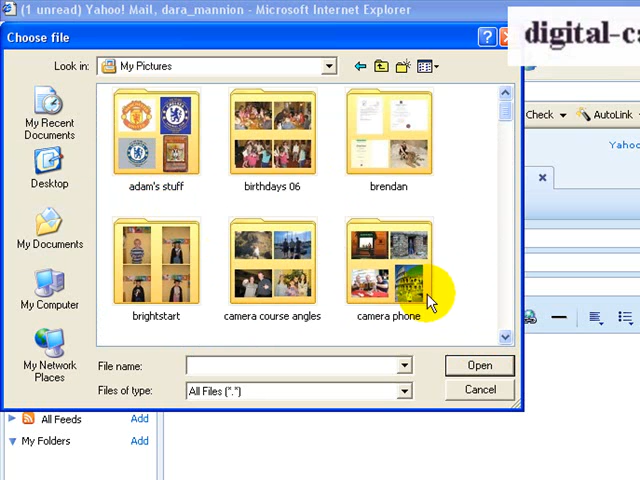 (1 unread) Yahoo! Mail, dara_mannion - Microsoft Internet Explorer
digital-ca
Choose file
?
Look in:
My Pictures
Check
AutoLink
Yahoo
My Recent
Documents
Desktop
My Documents
My Computer
My Network
Places
adam's stuff
birthdays 06
brendan
brightstart
camera course angles
camera phone
File name:
Open
Files of type:
All Files (*.*)
Cancel
All Feeds
Add
My Folders
Add